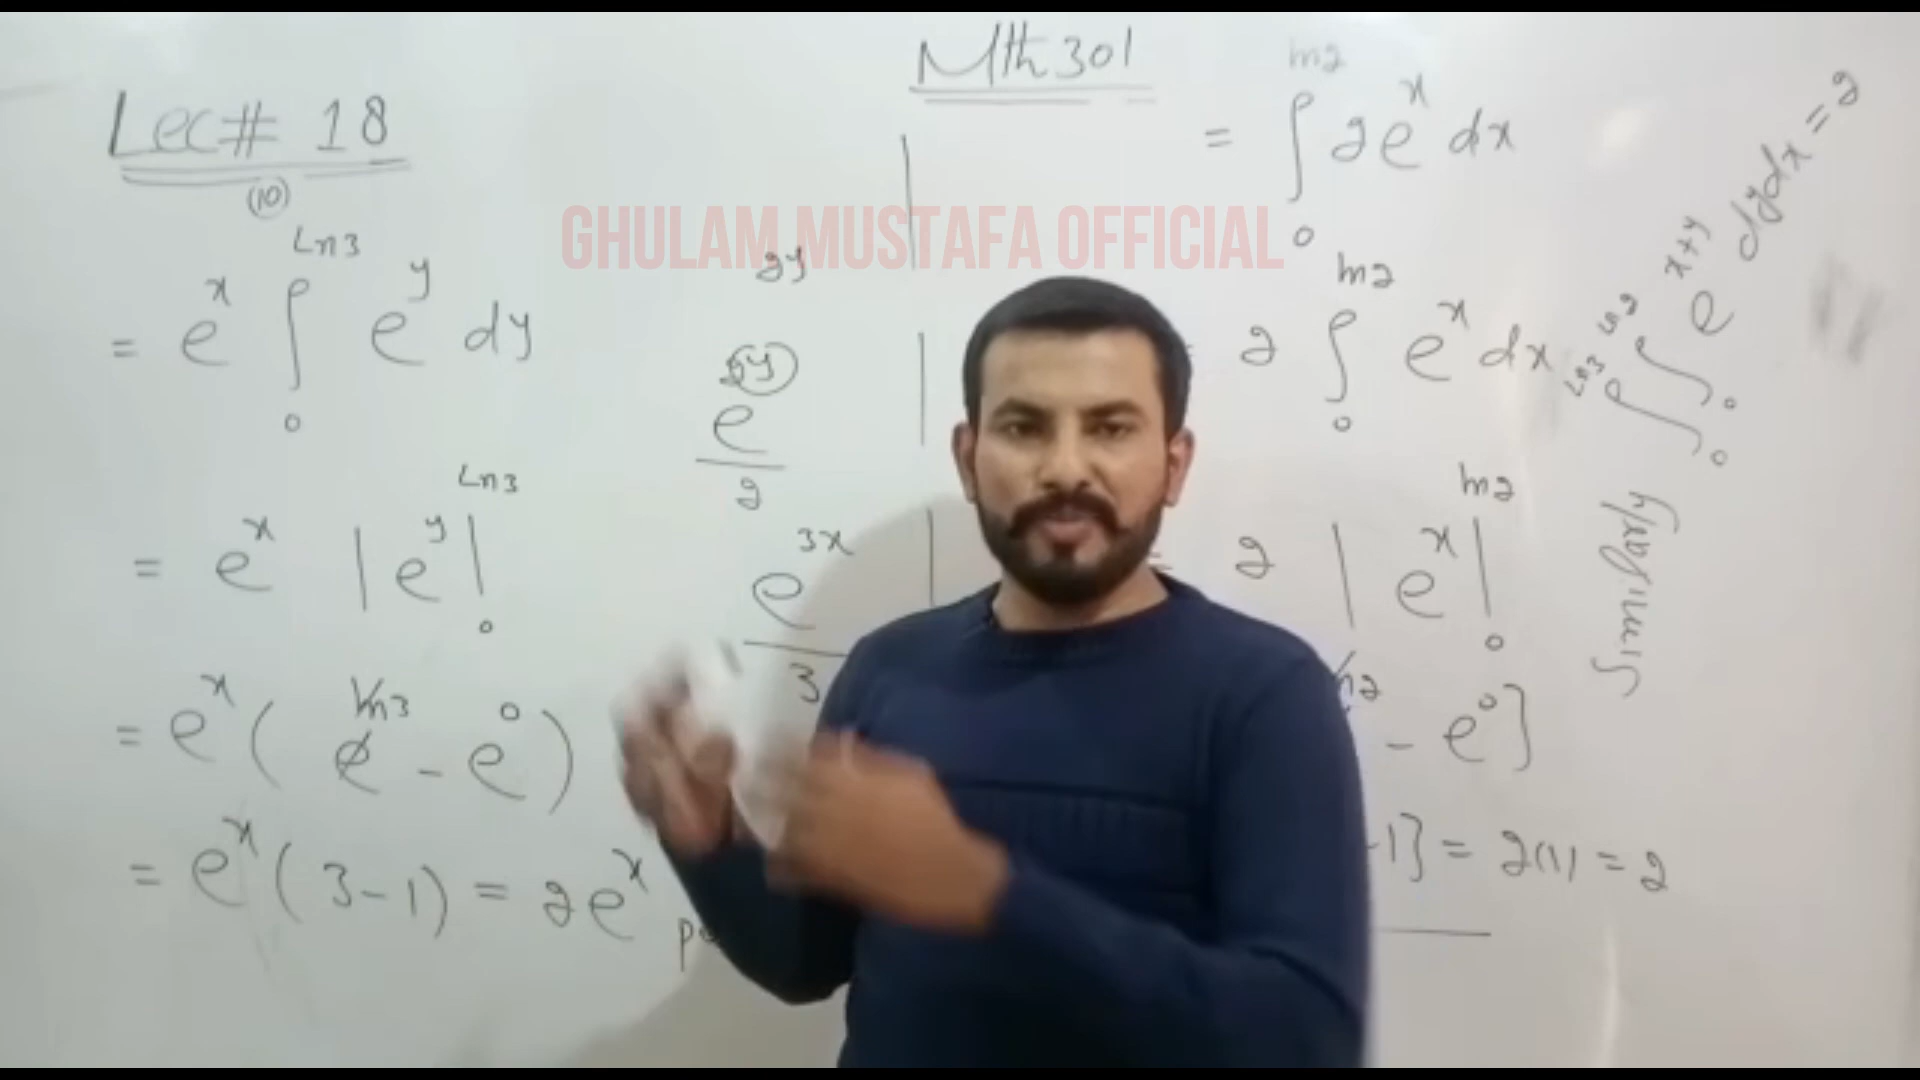 Mth 301
Lec# 18
(10)
= e^x ∫_0^{Ln3} e^y dy
= e^x |e^y|_0^{Ln3}
= e^x ( e^{ln3} - e^0 )
= e^x ( 3-1 ) = 2e^x
2y
e^{2y}
2
e^{3x}
3
= ∫_0^{ln2} 2e^x dx
= 2 ∫_0^{ln2} e^x dx
= 2 |e^x|_0^{ln2}
- e^0]
-1] = 2(1) = 2
Similarly
∫_0^{Ln3} ∫_0^{Ln2} e^{x+y} dy dx = 2
GHULAM MUSTAFA OFFICIAL